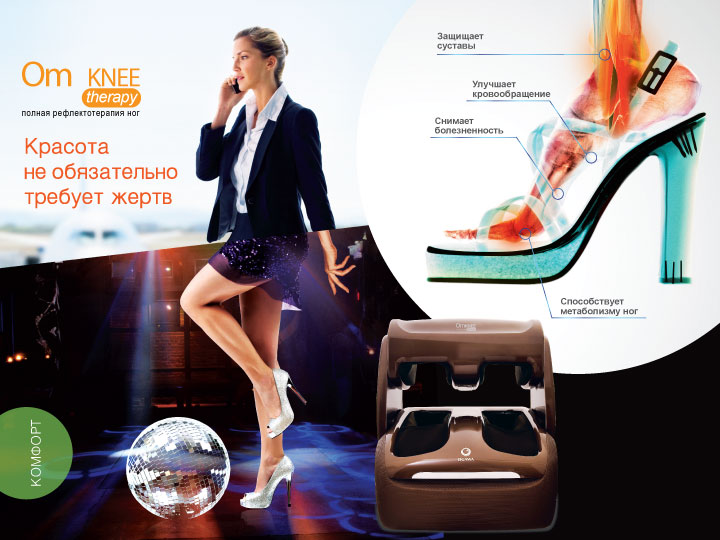 Om KNEE
therapy
полная рефлектотерапия ног
Красота
не обязательно
требует жертв
Защищает
суставы
Улучшает
кровообращение
Снимает
болезненность
Способствует
метаболизму ног
КОМФОРТ
OGAWA